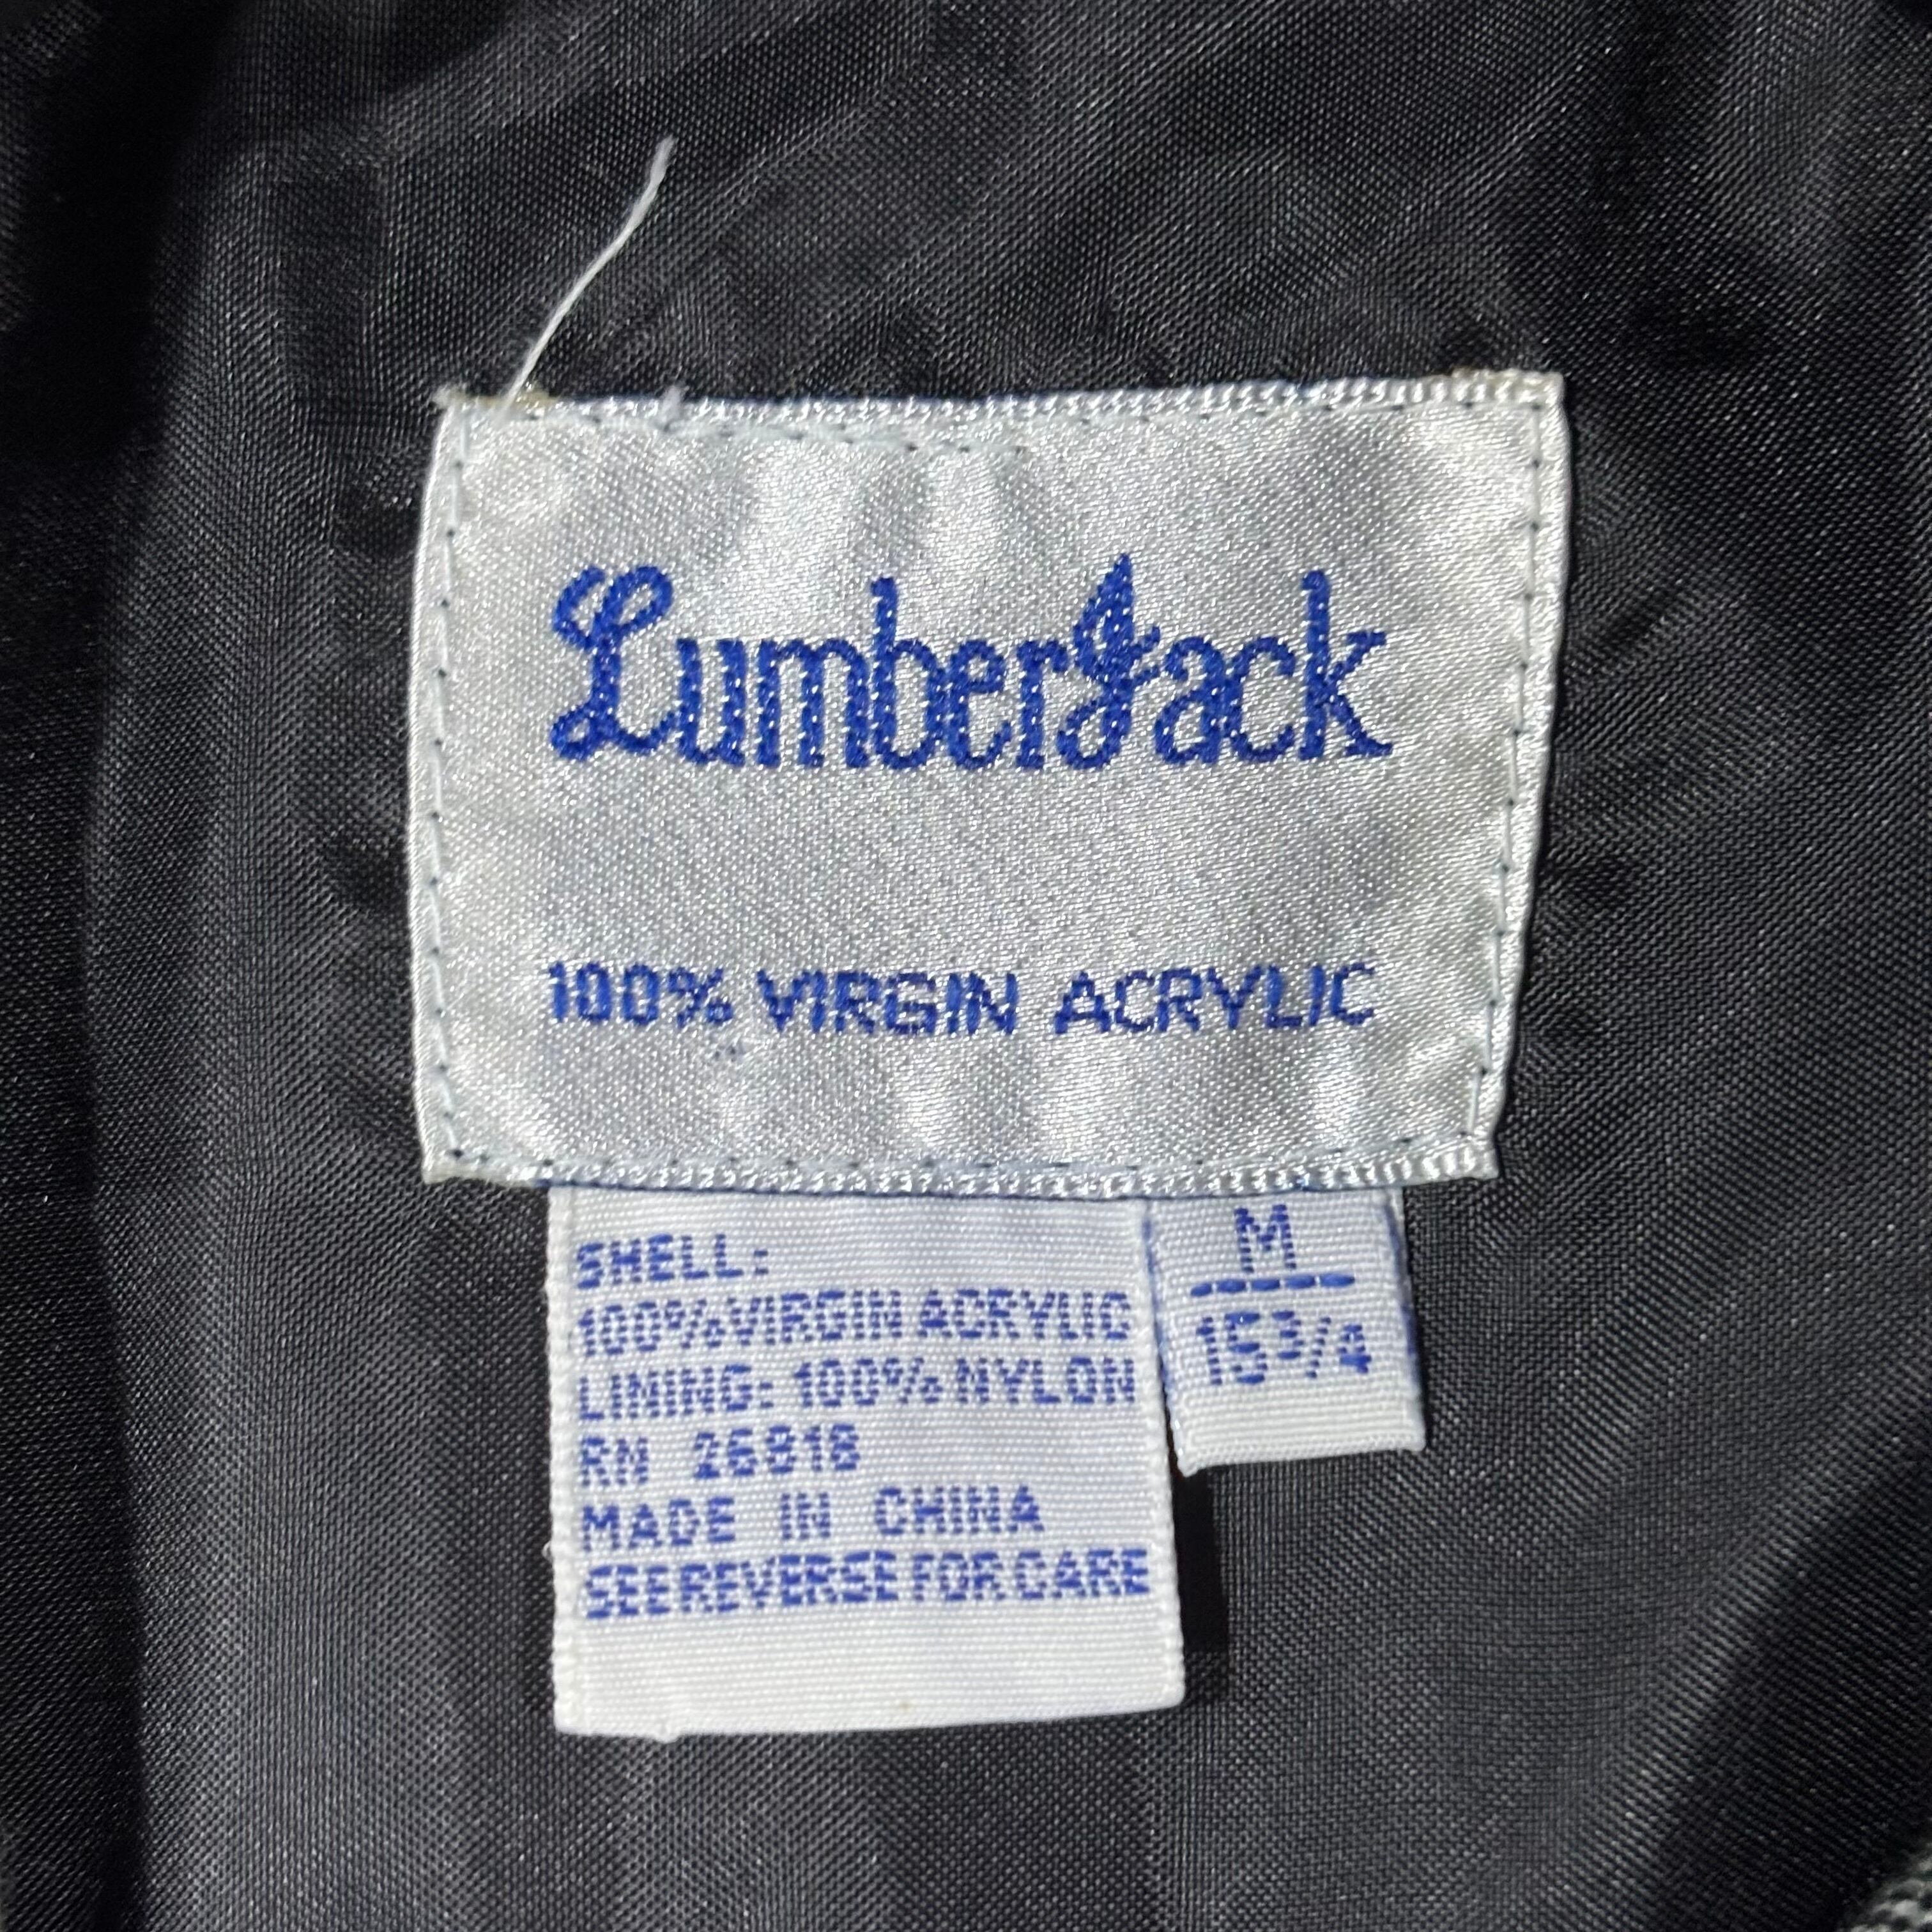 LumberJack
100% VIRGIN ACRYLIC
SHELL:
100% VIRGIN ACRYLIC
LINING: 100% NYLON
RN 26818
MADE IN CHINA
SEE REVERSE FOR CARE
M
15 3/4